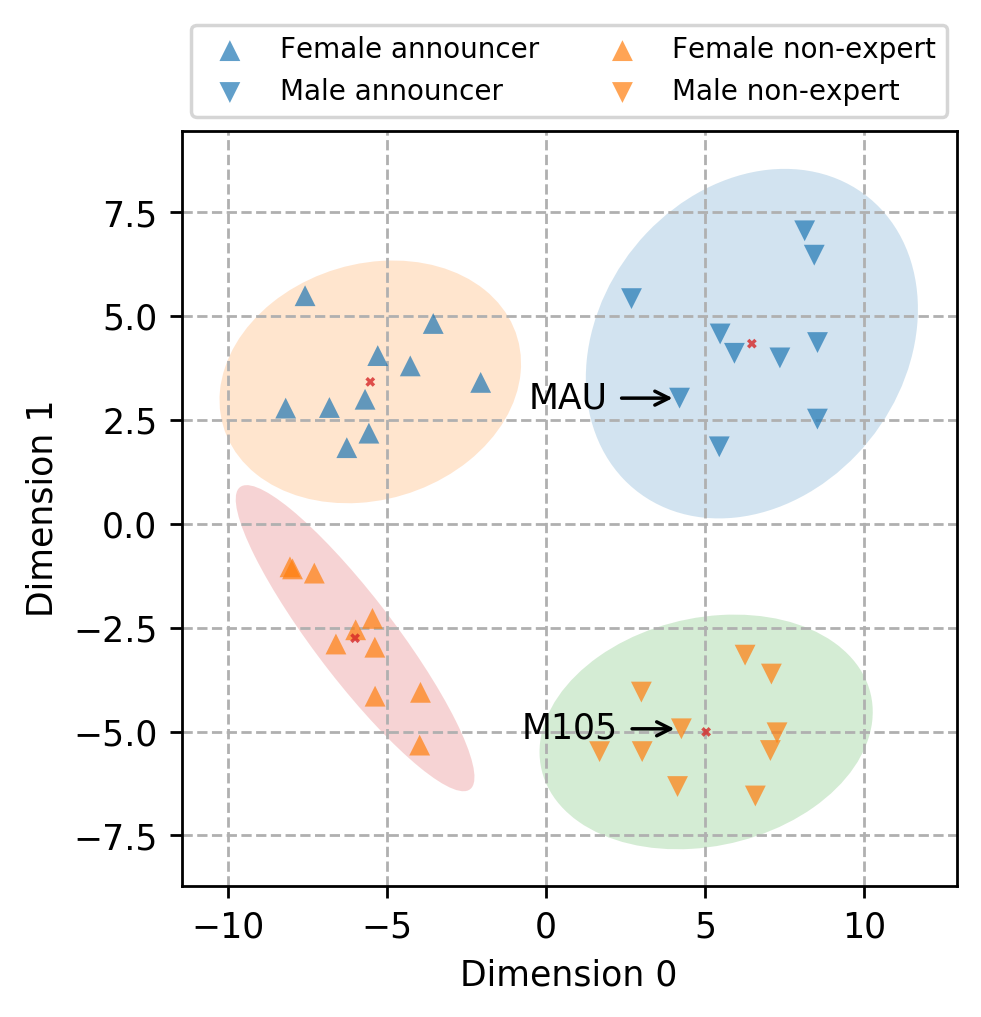 Female announcer
Male announcer
Female non-expert
Male non-expert
7.5
5.0
2.5
0.0
−2.5
−5.0
−7.5
Dimension 1
MAU
M105
−10
−5
0
5
10
Dimension 0